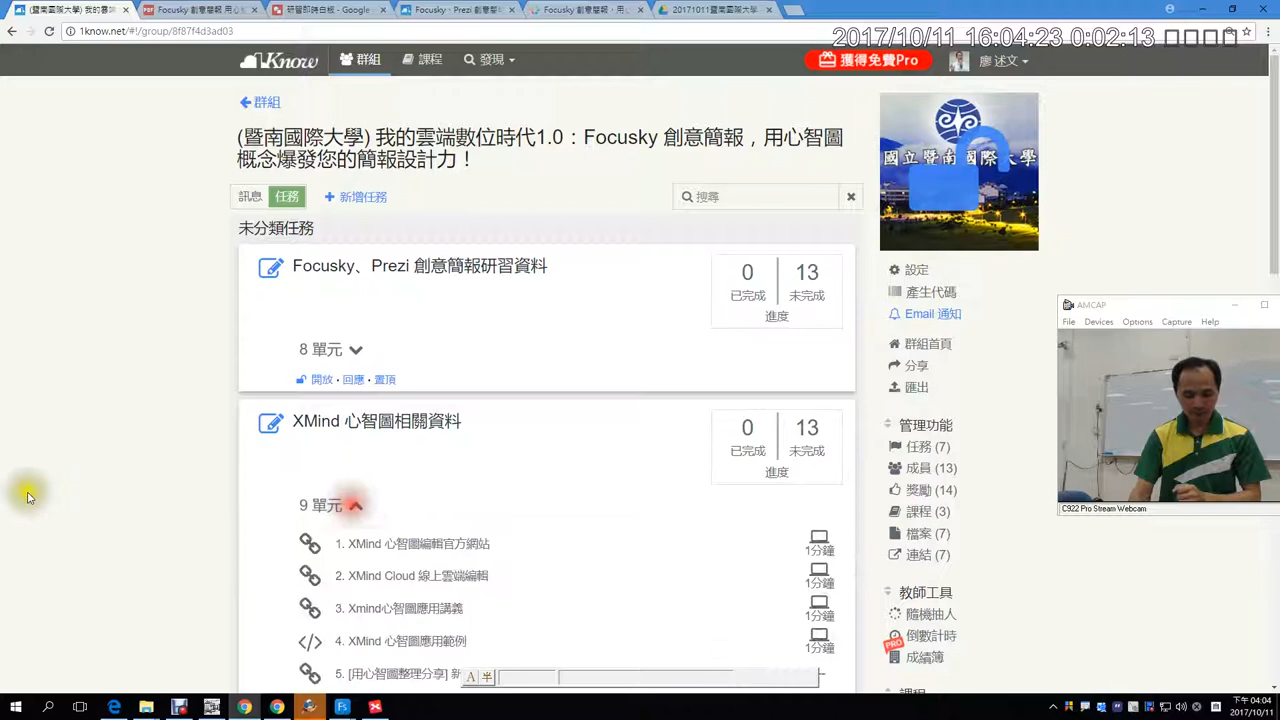 (暨南國際大學) 我的雲端
Focusky 創意簡報 用心
研習即時白板 - Google
Focusky、Prezi 創意簡報
Focusky 創意簡報，用心
20171011暨南國際大學
1know.net/#!/group/8f87f4d3ad03
2017/10/11 16:04:23 0:02:13
1Know
群組
課程
發現
獲得免費Pro
廖 述文
群組
(暨南國際大學) 我的雲端數位時代1.0：Focusky 創意簡報，用心智圖
概念爆發您的簡報設計力！
訊息
任務
新增任務
搜尋
未分類任務
Focusky、Prezi 創意簡報研習資料
0
已完成
13
未完成
進度
8 單元
開放・回應・置頂
XMind 心智圖相關資料
0
已完成
13
未完成
進度
9 單元
1. XMind 心智圖編輯官方網站
1分鐘
2. XMind Cloud 線上雲端編輯
1分鐘
3. Xmind心智圖應用講義
1分鐘
4. XMind 心智圖應用範例
1分鐘
5. [用心智圖整理分享] 新
A 半
國立暨南國際大學
設定
產生代碼
Email 通知
群組首頁
分享
匯出
管理功能
任務 (7)
成員 (13)
獎勵 (14)
課程 (3)
檔案 (7)
連結 (7)
教師工具
隨機抽人
倒數計時
PRO
成績簿
課程
AMCAP
File Devices Options Capture Help
C922 Pro Stream Webcam
Fs
下午 04:04
2017/10/11